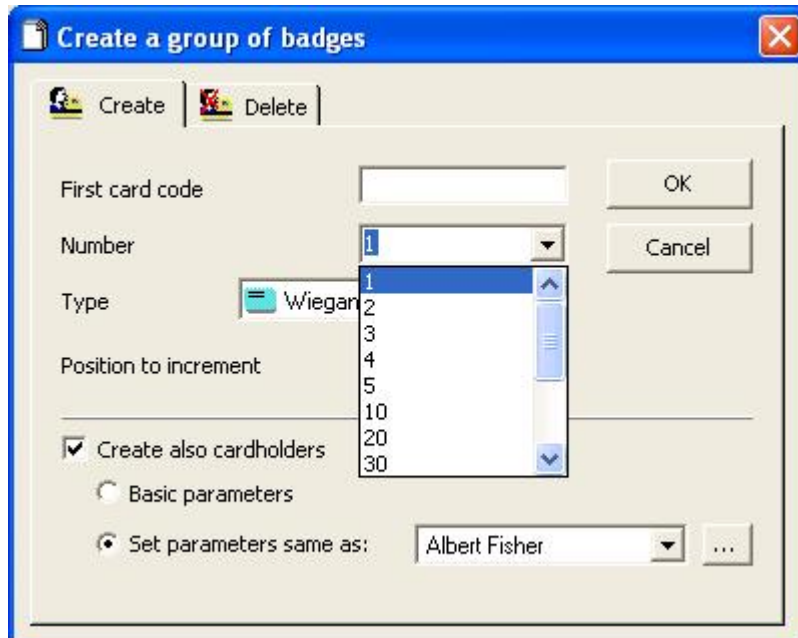 Create a group of badges
Create Delete
First card code OK
Number 1 Cancel
1
Type Wiegan
2
3
4
5
Position to increment
10
20
30
Create also cardholders
Basic parameters
Set parameters same as: Albert Fisher ...